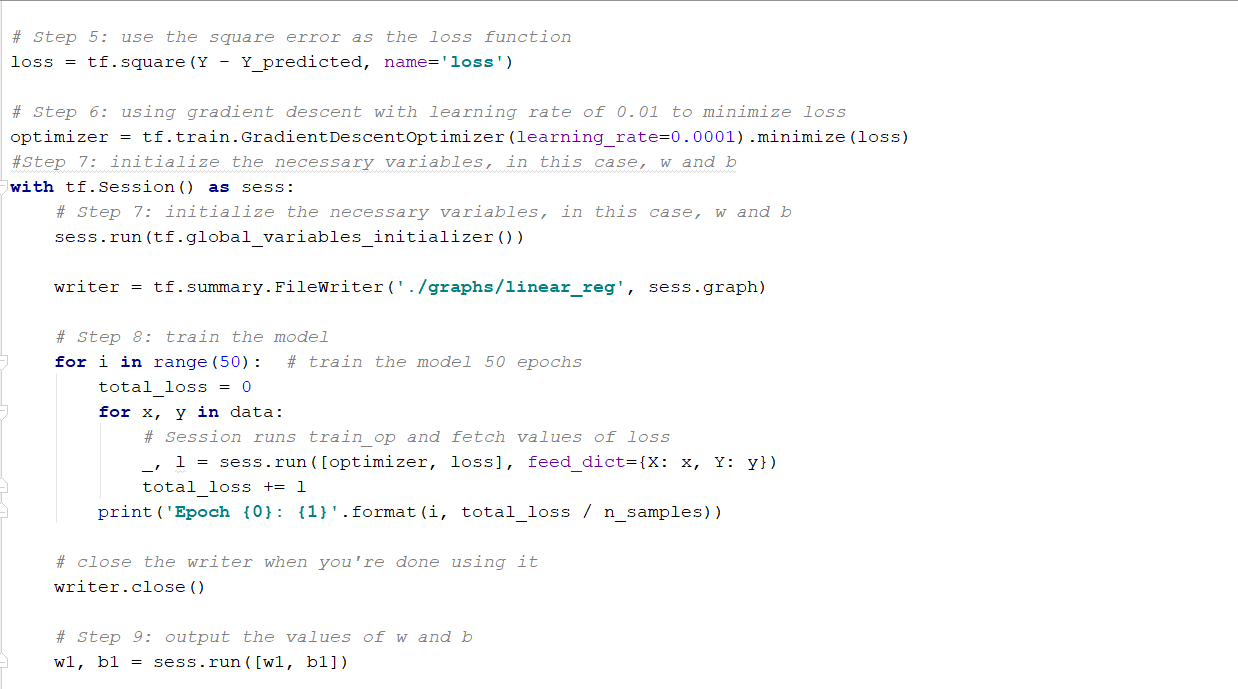 # Step 5: use the square error as the loss function
loss = tf.square(Y - Y_predicted, name='loss')
# Step 6: using gradient descent with learning rate of 0.01 to minimize loss
optimizer = tf.train.GradientDescentOptimizer(learning_rate=0.0001).minimize(loss)
#Step 7: initialize the necessary variables, in this case, w and b
with tf.Session() as sess:
    # Step 7: initialize the necessary variables, in this case, w and b
    sess.run(tf.global_variables_initializer())
    writer = tf.summary.FileWriter('./graphs/linear_reg', sess.graph)
    # Step 8: train the model
    for i in range(50):  # train the model 50 epochs
        total_loss = 0
        for x, y in data:
            # Session runs train_op and fetch values of loss
            _, l = sess.run([optimizer, loss], feed_dict={X: x, Y: y})
            total_loss += l
        print('Epoch {0}: {1}'.format(i, total_loss / n_samples))
    # close the writer when you're done using it
    writer.close()
    # Step 9: output the values of w and b
    w1, b1 = sess.run([w1, b1])